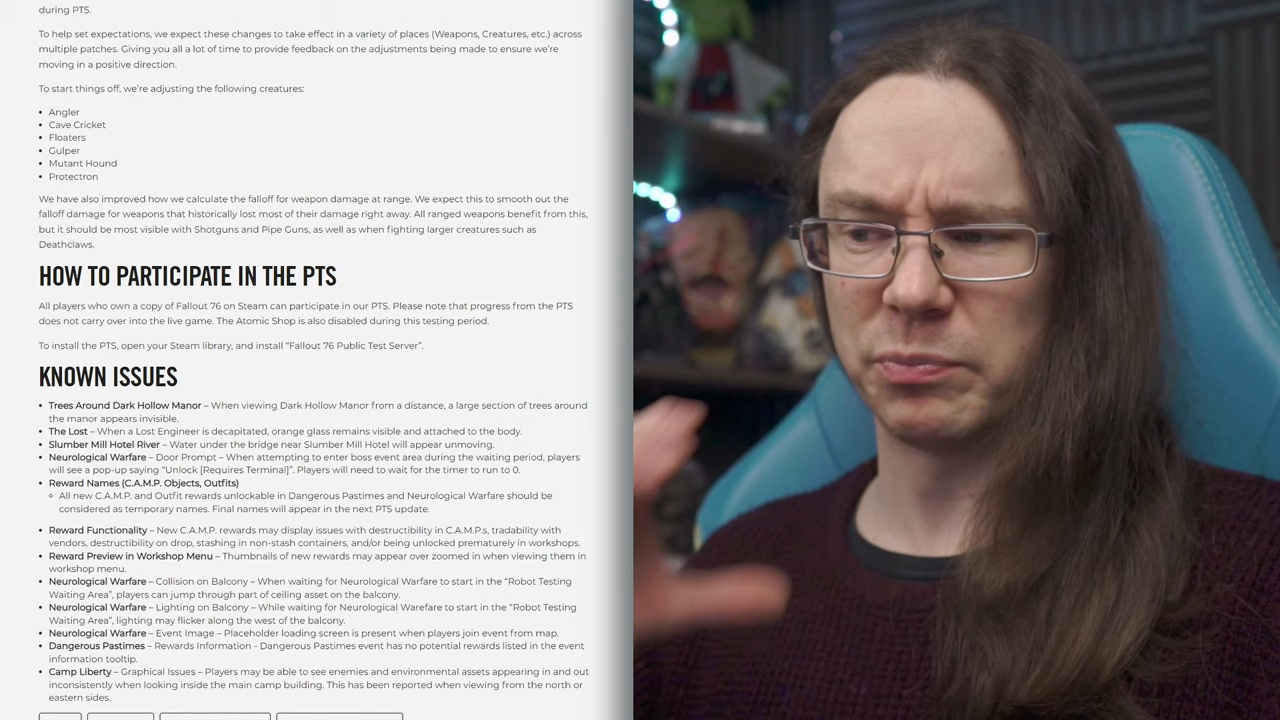 during PTS.
To help set expectations, we expect these changes to take effect in a variety of places (Weapons, Creatures, etc.) across
multiple patches. Giving you all a lot of time to provide feedback on the adjustments being made to ensure we're
moving in a positive direction.
To start things off, we're adjusting the following creatures:
• Angler
• Cave Cricket
• Floaters
• Gulper
• Mutant Hound
• Protectron
We have also improved how we calculate the falloff for weapon damage at range. We expect this to smooth out the
falloff damage for weapons that historically lost most of their damage right away. All ranged weapons benefit from this,
but it should be most visible with Shotguns and Pipe Guns, as well as when fighting larger creatures such as
Deathclaws.
HOW TO PARTICIPATE IN THE PTS
All players who own a copy of Fallout 76 on Steam can participate in our PTS. Please note that progress from the PTS
does not carry over into the live game. The Atomic Shop is also disabled during this testing period.
To install the PTS, open your Steam library, and install “Fallout 76 Public Test Server”.
KNOWN ISSUES
• Trees Around Dark Hollow Manor – When viewing Dark Hollow Manor from a distance, a large section of trees around
the manor appears invisible.
• The Lost – When a Lost Engineer is decapitated, orange glass remains visible and attached to the body.
• Slumber Mill Hotel River – Water under the bridge near Slumber Mill Hotel will appear unmoving.
• Neurological Warfare – Door Prompt – When attempting to enter boss event area during the waiting period, players
will see a pop-up saying “Unlock [Requires Terminal]”. Players will need to wait for the timer to run to 0.
• Reward Names (C.A.M.P. Objects, Outfits)
◦ All new C.A.M.P. and Outfit rewards unlockable in Dangerous Pastimes and Neurological Warfare should be
considered as temporary names. Final names will appear in the next PTS update.
• Reward Functionality – New C.A.M.P. rewards may display issues with destructibility in C.A.M.P.s, tradability with
vendors, destructibility on drop, stashing in non-stash containers, and/or being unlocked prematurely in workshops.
• Reward Preview in Workshop Menu – Thumbnails of new rewards may appear over zoomed in when viewing them in
workshop menu.
• Neurological Warfare – Collision on Balcony – When waiting for Neurological Warfare to start in the “Robot Testing
Waiting Area”, players can jump through part of ceiling asset on the balcony.
• Neurological Warfare – Lighting on Balcony – While waiting for Neurological Warefare to start in the “Robot Testing
Waiting Area”, lighting may flicker along the west of the balcony.
• Neurological Warfare – Event Image – Placeholder loading screen is present when players join event from map.
• Dangerous Pastimes – Rewards Information - Dangerous Pastimes event has no potential rewards listed in the event
information tooltip.
• Camp Liberty – Graphical Issues – Players may be able to see enemies and environmental assets appearing in and out
inconsistently when looking inside the main camp building. This has been reported when viewing from the north or
eastern sides.